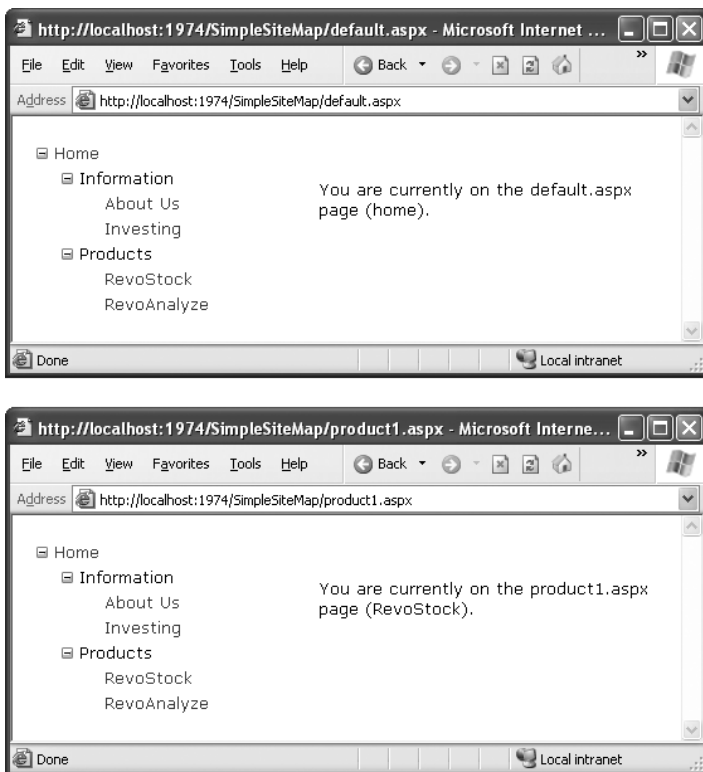 http://localhost:1974/SimpleSiteMap/default.aspx - Microsoft Internet ...
File Edit View Favorites Tools Help Back »
Address http://localhost:1974/SimpleSiteMap/default.aspx
Home
Information
About Us
Investing
Products
RevoStock
RevoAnalyze
You are currently on the default.aspx
page (home).
Done Local intranet
http://localhost:1974/SimpleSiteMap/product1.aspx - Microsoft Interne...
File Edit View Favorites Tools Help Back »
Address http://localhost:1974/SimpleSiteMap/product1.aspx
Home
Information
About Us
Investing
Products
RevoStock
RevoAnalyze
You are currently on the product1.aspx
page (RevoStock).
Done Local intranet